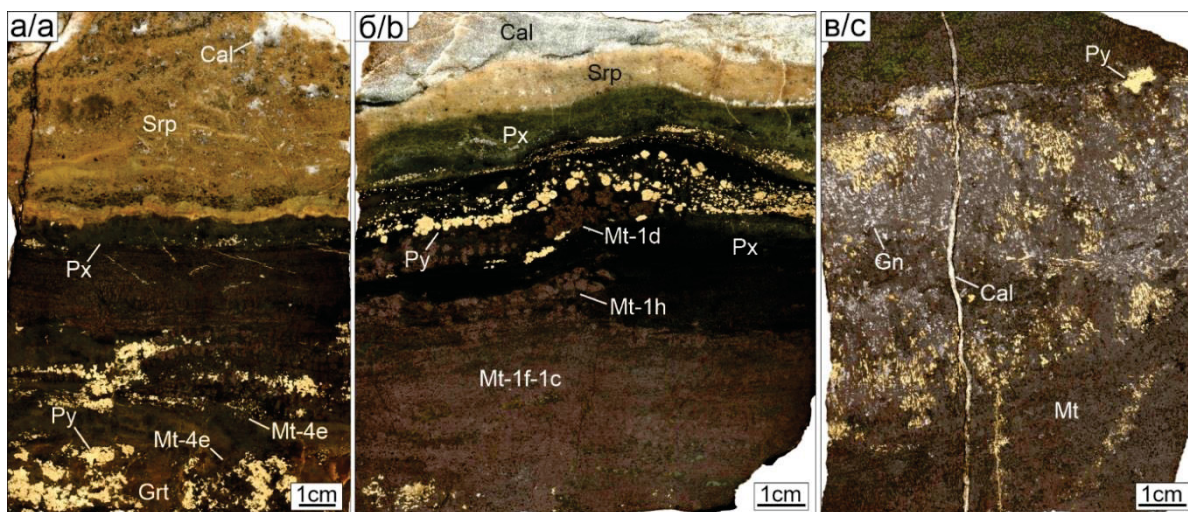 а/a
Cal
Srp
Px
Py
Mt-4e
Mt-4e
Grt
1cm
б/b
Cal
Srp
Px
Mt-1d
Py
Px
Mt-1h
Mt-1f-1c
1cm
в/c
Py
Gn
Cal
Mt
1cm